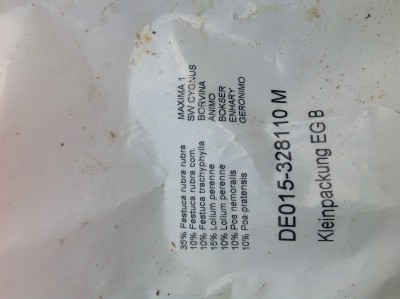 35% Festuca rubra rubra MAXIMA 1
10% Festuca rubra com. SW CYGNUS
10% Festuca trachyphylla BORVINA
15% Lolium perenne ANIMO
10% Lolium perenne BOKSER
10% Poa nemoralis ENHARY
10% Poa pratensis GERONIMO
DE015-328110 M
Kleinpackung EG B